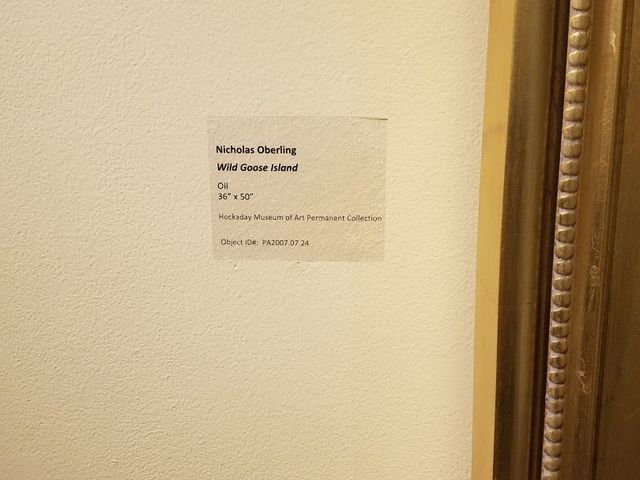 Nicholas Oberling
Wild Goose Island
Oil
36" x 50"
Hockaday Museum of Art Permanent Collection
Object ID#: PA2007.07.24